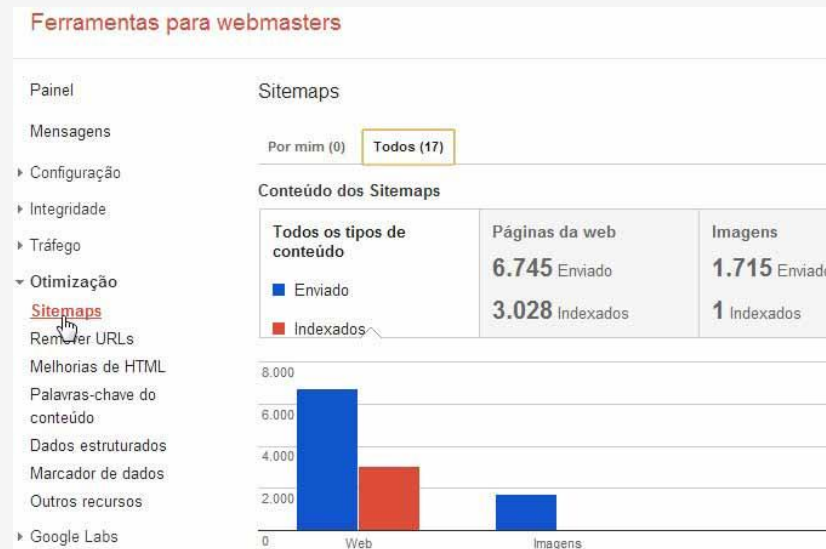 Ferramentas para webmasters
Painel
Mensagens
Configuração
Integridade
Tráfego
Otimização
Sitemaps
Remover URLs
Melhorias de HTML
Palavras-chave do
conteúdo
Dados estruturados
Marcador de dados
Outros recursos
Google Labs
Sitemaps
Por mim (0) Todos (17)
Conteúdo dos Sitemaps
Todos os tipos de
conteúdo
Enviado
Indexados
Páginas da web
6.745 Enviado
3.028 Indexados
Imagens
1.715 Enviado
1 Indexados
8.000
6.000
4.000
2.000
0
Web Imagens